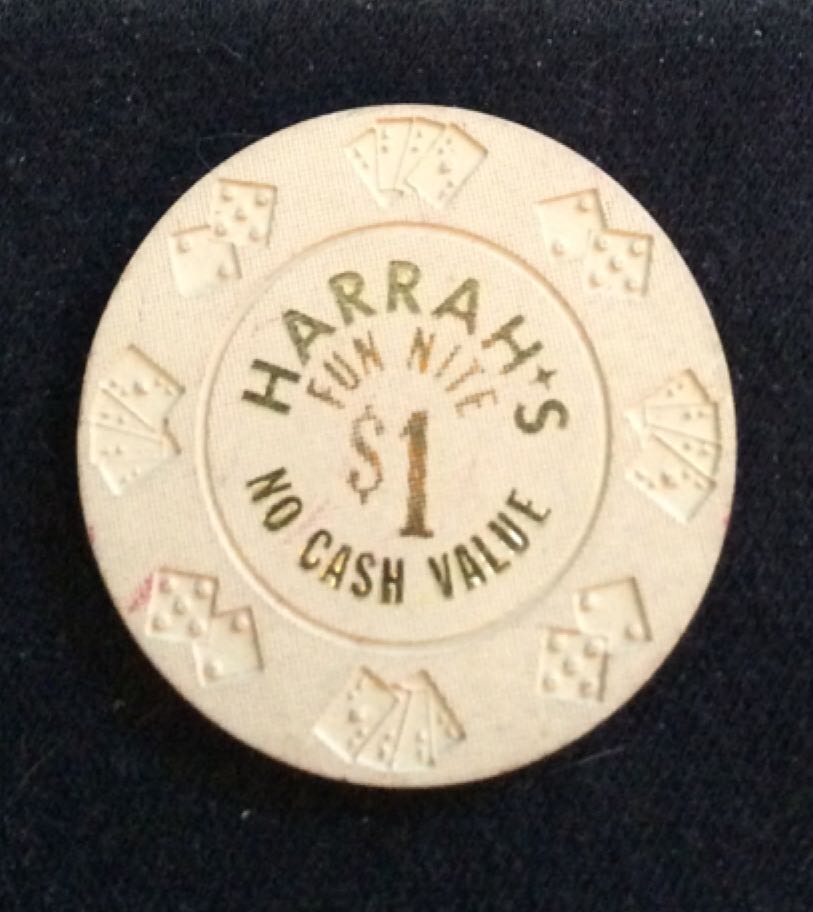 HARRAH'S
FUN NITE
$1
NO CASH VALUE